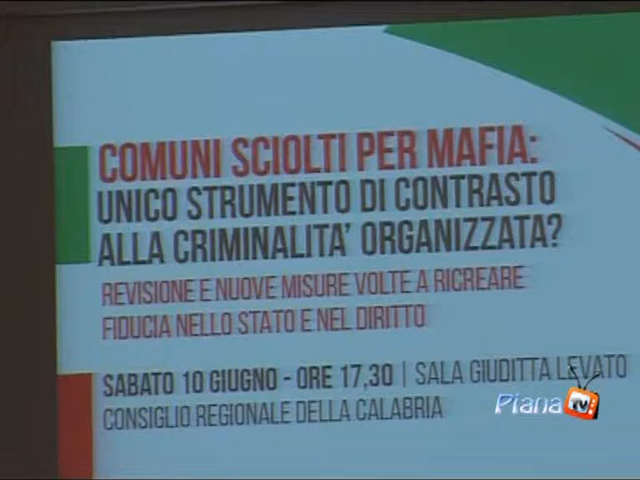 COMUNI SCIOLTI PER MAFIA:
UNICO STRUMENTO DI CONTRASTO
ALLA CRIMINALITA' ORGANIZZATA?
REVISIONE E NUOVE MISURE VOLTE A RICREARE
FIDUCIA NELLO STATO E NEL DIRITTO
SABATO 10 GIUGNO - ORE 17,30 | SALA GIUDITTA LEVATO
CONSIGLIO REGIONALE DELLA CALABRIA
Piana TV